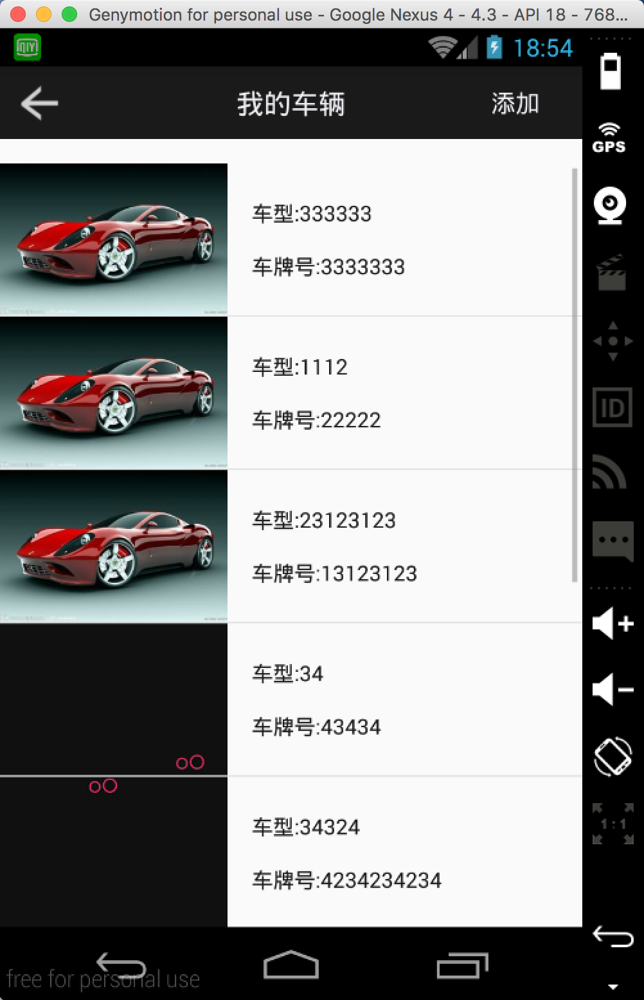 Genymotion for personal use - Google Nexus 4 - 4.3 - API 18 - 768...
QIY
18:54
我的车辆
添加
GPS
车型:333333
车牌号:3333333
车型:1112
车牌号:22222
ID
车型:23123123
车牌号:13123123
车型:34
车牌号:43434
1:1
车型:34324
车牌号:4234234234
free for personal use